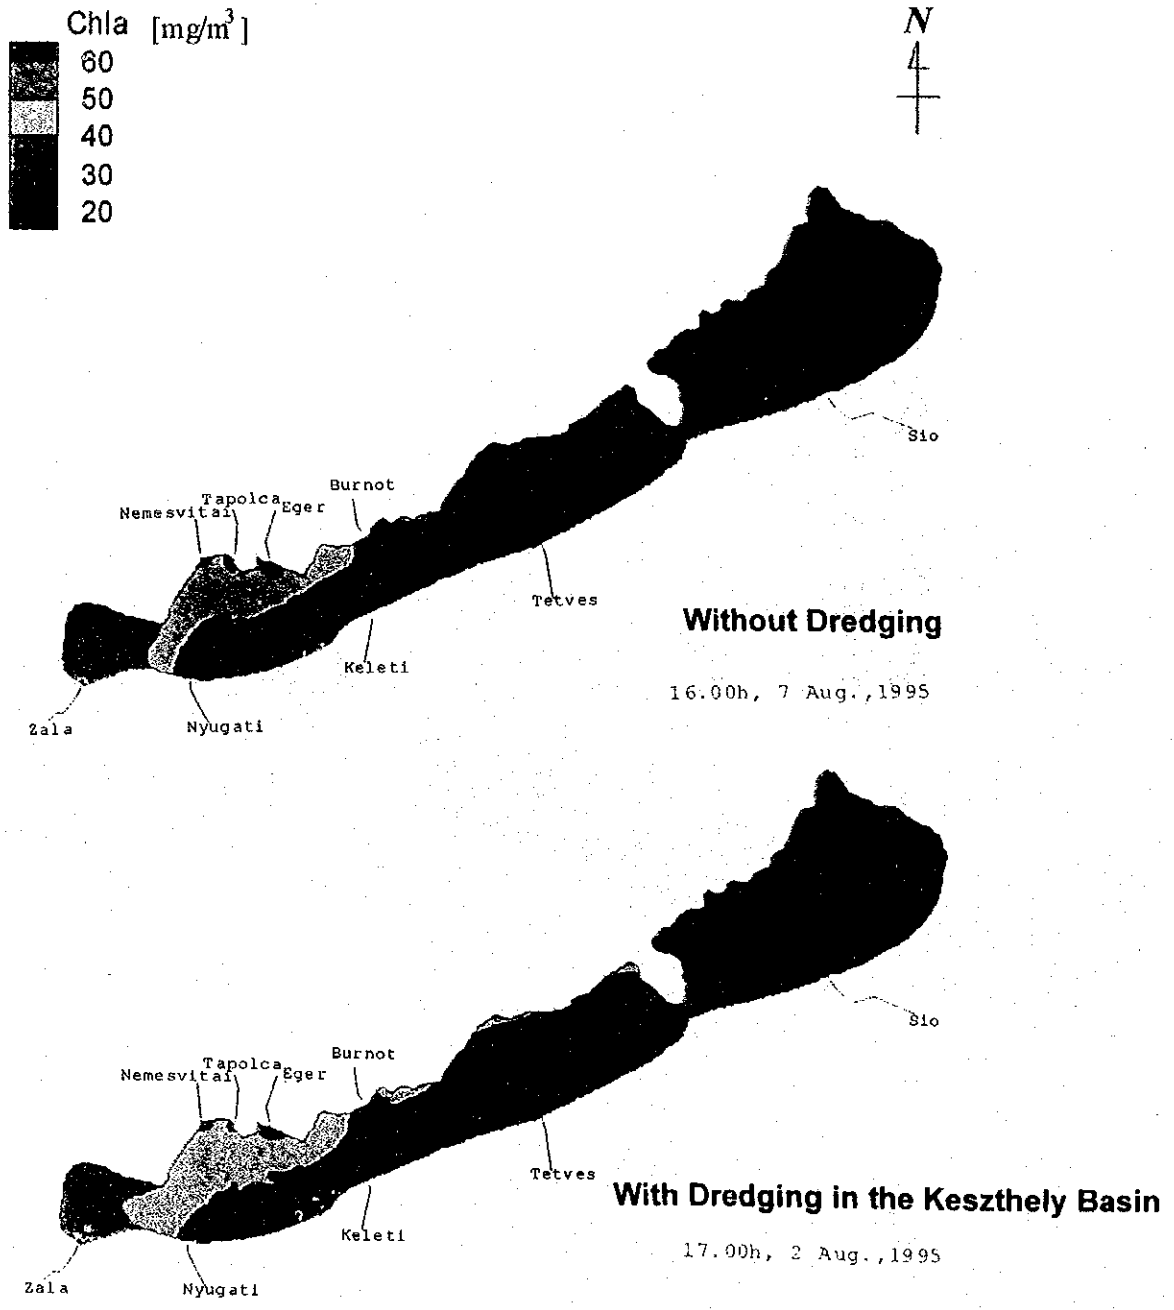 Chla [mg/m³]
60
50
40
30
20
N
Sio
Burnot
Tapolca
Nemesvitai
Eger
Tetves
Without Dredging
Keleti
16.00h, 7 Aug.,1995
Zala
Nyugati
Sio
Burnot
Tapolca
Nemesvitai
Eger
Tetves
With Dredging in the Keszthely Basin
Keleti
17.00h, 2 Aug.,1995
Zala
Nyugati